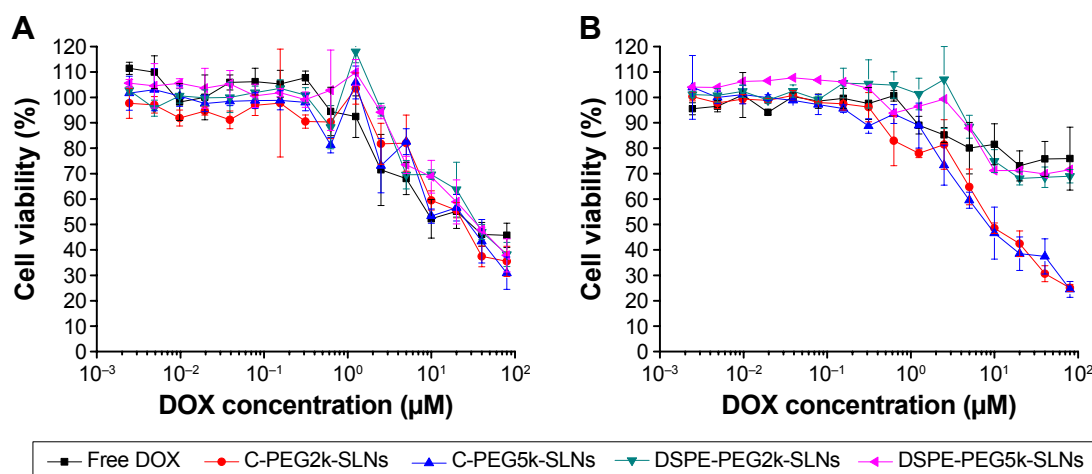 A
B
120
110
100
90
80
70
60
50
40
30
20
10
0
Cell viability (%)
10⁻³ 10⁻² 10⁻¹ 10⁰ 10¹ 10²
DOX concentration (µM)
120
110
100
90
80
70
60
50
40
30
20
10
0
Cell viability (%)
10⁻³ 10⁻² 10⁻¹ 10⁰ 10¹ 10²
DOX concentration (µM)
Free DOX C-PEG2k-SLNs C-PEG5k-SLNs DSPE-PEG2k-SLNs DSPE-PEG5k-SLNs